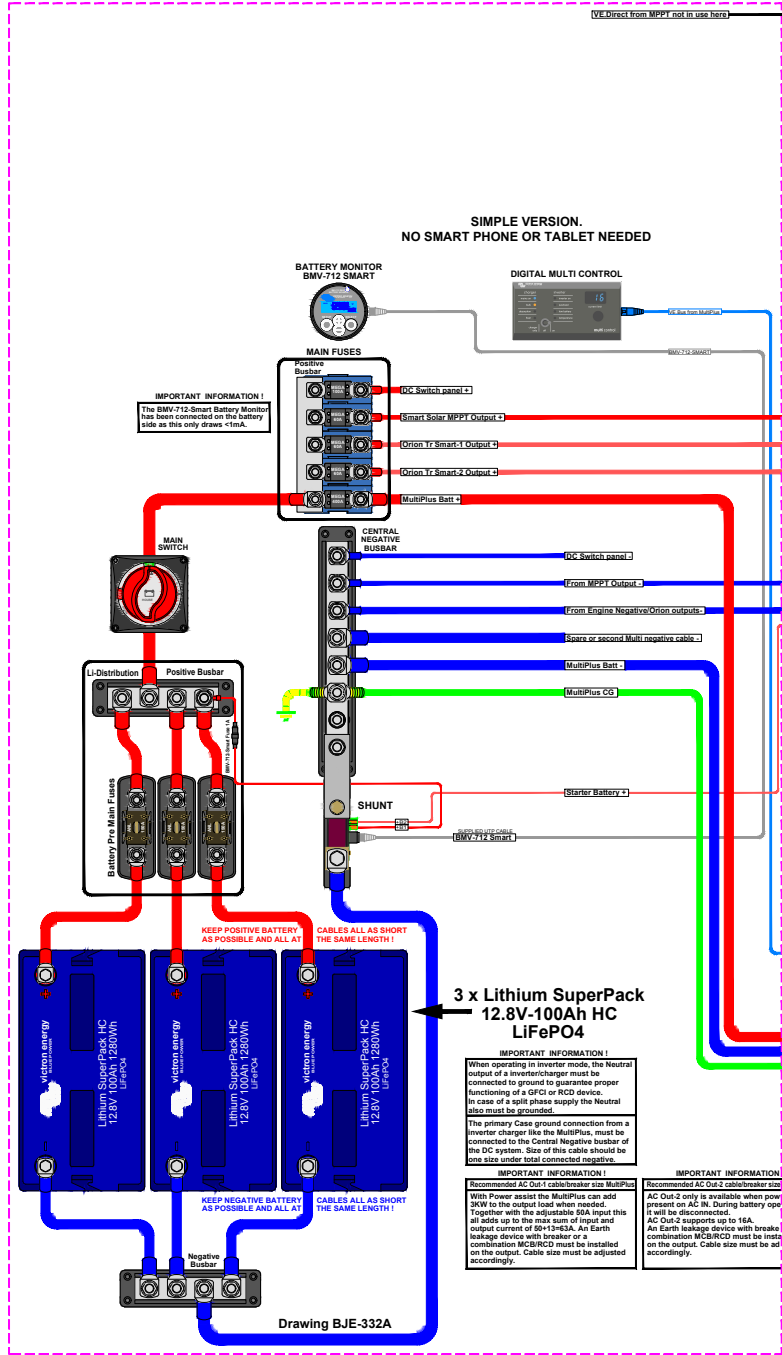 VE.Direct from MPPT not in use here
SIMPLE VERSION.
NO SMART PHONE OR TABLET NEEDED
BATTERY MONITOR
BMV-712 SMART
DIGITAL MULTI CONTROL
multi control
VE.Bus from MultiPlus
BMV-712-SMART
MAIN FUSES
Positive
Busbar
IMPORTANT INFORMATION !
The BMV-712-Smart Battery Monitor
has been connected on the battery
side as this only draws <1mA.
DC Switch panel +
Smart Solar MPPT Output +
Orion Tr Smart-1 Output +
Orion Tr Smart-2 Output +
MultiPlus Batt +
MAIN
SWITCH
CENTRAL
NEGATIVE
BUSBAR
DC Switch panel -
From MPPT Output -
From Engine Negative/Orion outputs-
Spare or second Multi negative cable -
MultiPlus Batt -
MultiPlus CG
Li-Distribution
Positive Busbar
BMV-712 Smart Fuse 1A
Battery Pre Main Fuses
Starter Battery +
SHUNT
SUPPLIED UTP CABLE
BMV-712 Smart
KEEP POSITIVE BATTERY CABLES ALL AS SHORT
AS POSSIBLE AND ALL AT THE SAME LENGTH !
victron energy
BLUE POWER
Lithium SuperPack HC
12.8V 100Ah 1280Wh
LiFePO4
victron energy
BLUE POWER
Lithium SuperPack HC
12.8V 100Ah 1280Wh
LiFePO4
victron energy
BLUE POWER
Lithium SuperPack HC
12.8V 100Ah 1280Wh
LiFePO4
3 x Lithium SuperPack
12.8V-100Ah HC
LiFePO4
IMPORTANT INFORMATION !
When operating in inverter mode, the Neutral
output of a inverter/charger must be
connected to ground to guarantee proper
functioning of a GFCI or RCD device.
In case of a split phase supply the Neutral
also must be grounded.
The primary Case ground connection from a
inverter charger like the MultiPlus, must be
connected to the Central Negative busbar of
the DC system. Size of this cable should be
one size under total connected negative.
IMPORTANT INFORMATION !
Recommended AC Out-1 cable/breaker size MultiPlus
With Power assist the MultiPlus can add
3KW to the output load when needed.
Together with the adjustable 50A input this
all adds up to the max sum of input and
output current of 50+13=63A. An Earth
leakage device with breaker or a
combination MCB/RCD must be installed
on the output. Cable size must be adjusted
accordingly.
IMPORTANT INFORMATION
Recommended AC Out-2 cable/breaker size
AC Out-2 only is available when pow
present on AC IN. During battery ope
it will be disconnected.
AC Out-2 supports up to 16A.
An Earth leakage device with breake
combination MCB/RCD must be insta
on the output. Cable size must be ad
accordingly.
KEEP NEGATIVE BATTERY CABLES ALL AS SHORT
AS POSSIBLE AND ALL AT THE SAME LENGTH !
Negative
Busbar
Drawing BJE-332A